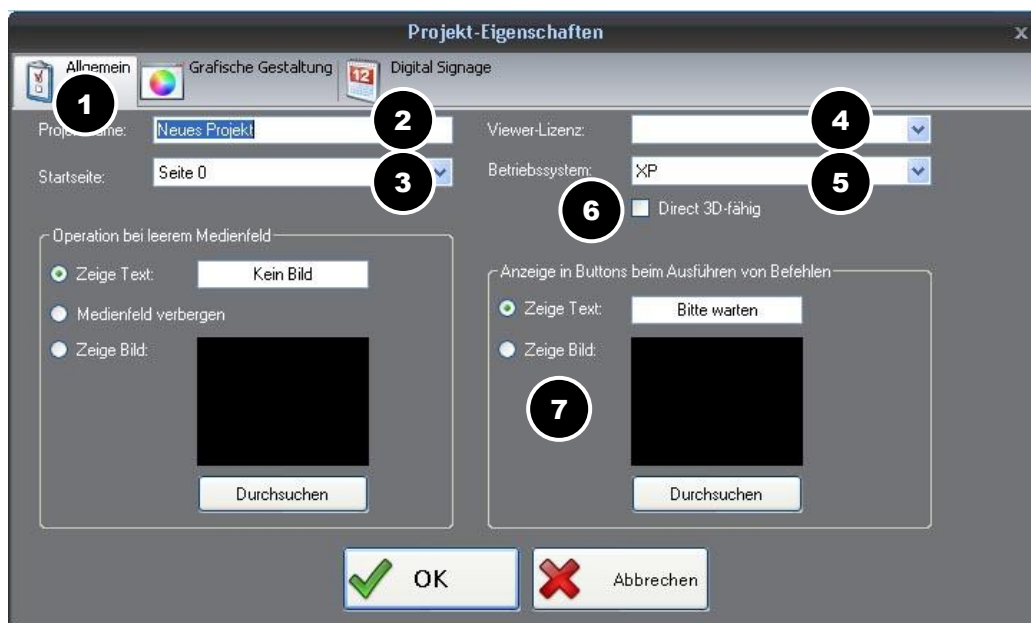 Projekt-Eigenschaften x
Allgemein Grafische Gestaltung 12 Digital Signage
1
Neues Projekt 2 Viewer-Lizenz: 4
Startseite: Seite 0 3 Betriebssystem: XP 5
6 Direct 3D-fähig
Operation bei leerem Medienfeld
Zeige Text: Kein Bild
Medienfeld verbergen
Zeige Bild:
Durchsuchen
Anzeige in Buttons beim Ausführen von Befehlen
Zeige Text: Bitte warten
Zeige Bild:
7
Durchsuchen
OK Abbrechen